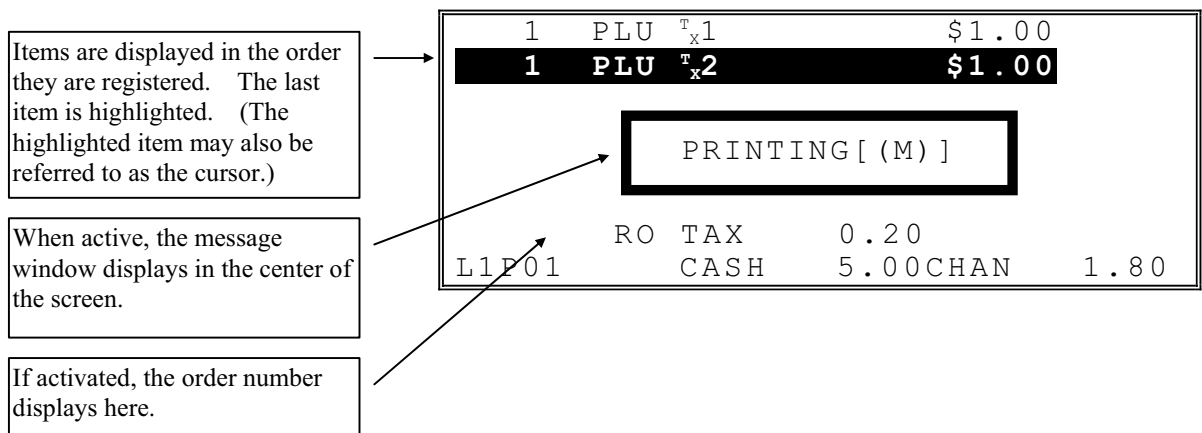 Items are displayed in the order
they are registered. The last
item is highlighted. (The
highlighted item may also be
referred to as the cursor.)
When active, the message
window displays in the center of
the screen.
If activated, the order number
displays here.
1 PLU Tx1 $1.00
1 PLU Tx2 $1.00
PRINTING[(M)]
RO TAX 0.20
L1P01 CASH 5.00CHAN 1.80